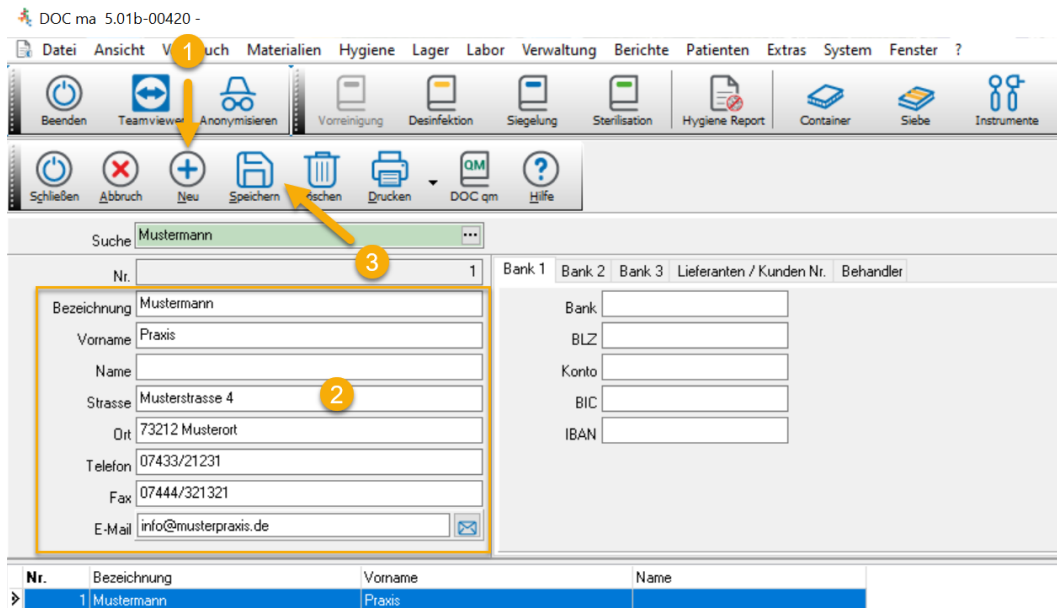 DOC ma 5.01b-00420 -
Datei Ansicht Materialien Hygiene Lager Labor Verwaltung Berichte Patienten Extras System Fenster ?
1
Beenden Teamviewer Anonymisieren Vorreinigung Desinfektion Siegelung Sterilisation Hygiene Report Container Siebe Instrumente
QM
Schließen Abbruch Neu Speichern Drucken DOC qm Hilfe
Suche Mustermann ...
3
Nr. 1 Bank 1 Bank 2 Bank 3 Lieferanten / Kunden Nr. Behandler
Bezeichnung Mustermann Bank
Vorname Praxis BLZ
Name Konto
2
Strasse Musterstrasse 4 BIC
Ort 73212 Musterort IBAN
Telefon 07433/21231
Fax 07444/321321
E-Mail info@musterpraxis.de
Nr. Bezeichnung Vorname Name
1 Mustermann Praxis